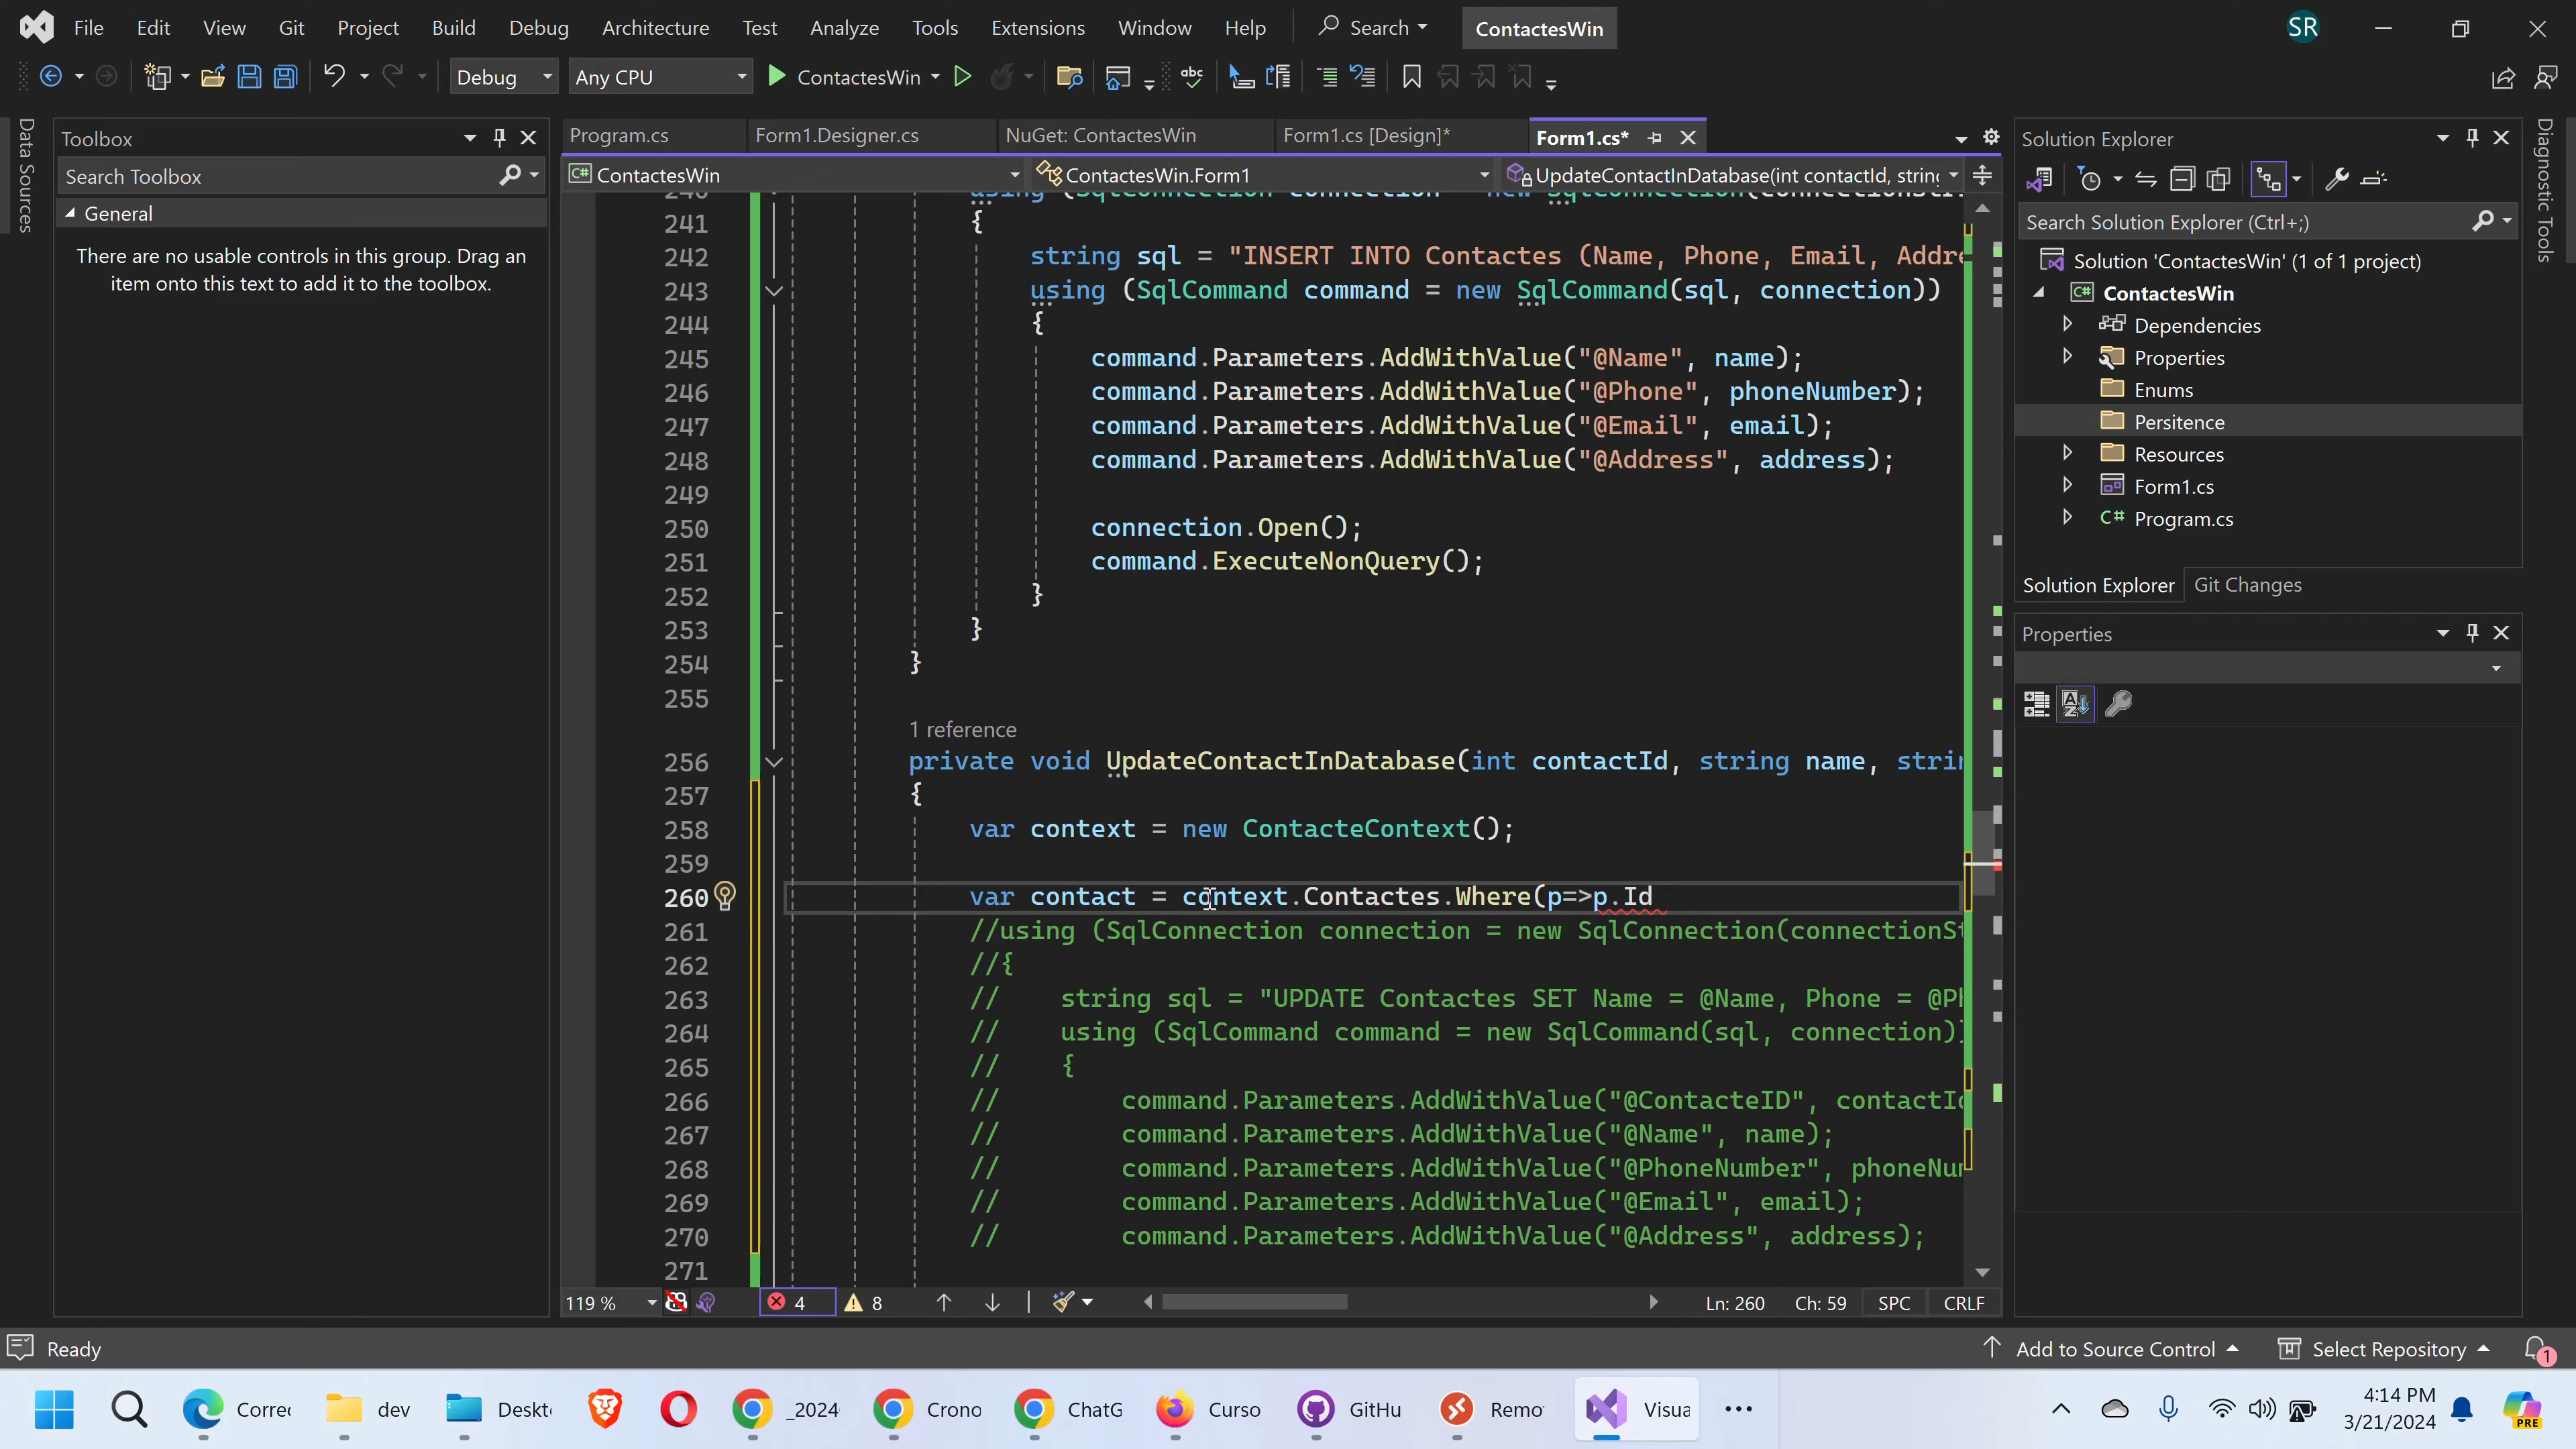 File Edit View Git Project Build Debug Architecture Test Analyze Tools Extensions Window Help Search ContactesWin SR
Debug Any CPU ContactesWin
Data Sources
Toolbox
Search Toolbox
General
There are no usable controls in this group. Drag an
item onto this text to add it to the toolbox.
Program.cs Form1.Designer.cs NuGet: ContactesWin Form1.cs [Design]* Form1.cs*
ContactesWin ContactesWin.Form1 UpdateContactInDatabase(int contactId, string
241 {
242 string sql = "INSERT INTO Contactes (Name, Phone, Email, Addre
243 using (SqlCommand command = new SqlCommand(sql, connection))
244 {
245 command.Parameters.AddWithValue("@Name", name);
246 command.Parameters.AddWithValue("@Phone", phoneNumber);
247 command.Parameters.AddWithValue("@Email", email);
248 command.Parameters.AddWithValue("@Address", address);
249
250 connection.Open();
251 command.ExecuteNonQuery();
252 }
253 }
254 }
255
1 reference
256 private void UpdateContactInDatabase(int contactId, string name, strin
257 {
258 var context = new ContacteContext();
259
260 var contact = context.Contactes.Where(p=>p.Id
261 //using (SqlConnection connection = new SqlConnection(connectionSt
262 //{
263 // string sql = "UPDATE Contactes SET Name = @Name, Phone = @Ph
264 // using (SqlCommand command = new SqlCommand(sql, connection))
265 // {
266 // command.Parameters.AddWithValue("@ContacteID", contactId
267 // command.Parameters.AddWithValue("@Name", name);
268 // command.Parameters.AddWithValue("@PhoneNumber", phoneNum
269 // command.Parameters.AddWithValue("@Email", email);
270 // command.Parameters.AddWithValue("@Address", address);
271
119 % 4 8 Ln: 260 Ch: 59 SPC CRLF
Solution Explorer
Search Solution Explorer (Ctrl+;)
Solution 'ContactesWin' (1 of 1 project)
ContactesWin
Dependencies
Properties
Enums
Persitence
Resources
Form1.cs
Program.cs
Solution Explorer Git Changes
Properties
Diagnostic Tools
Ready Add to Source Control Select Repository 1
Correc dev Deskto _2024 Crono ChatG Curso GitHu Remo Visua
4:14 PM
3/21/2024
PRE